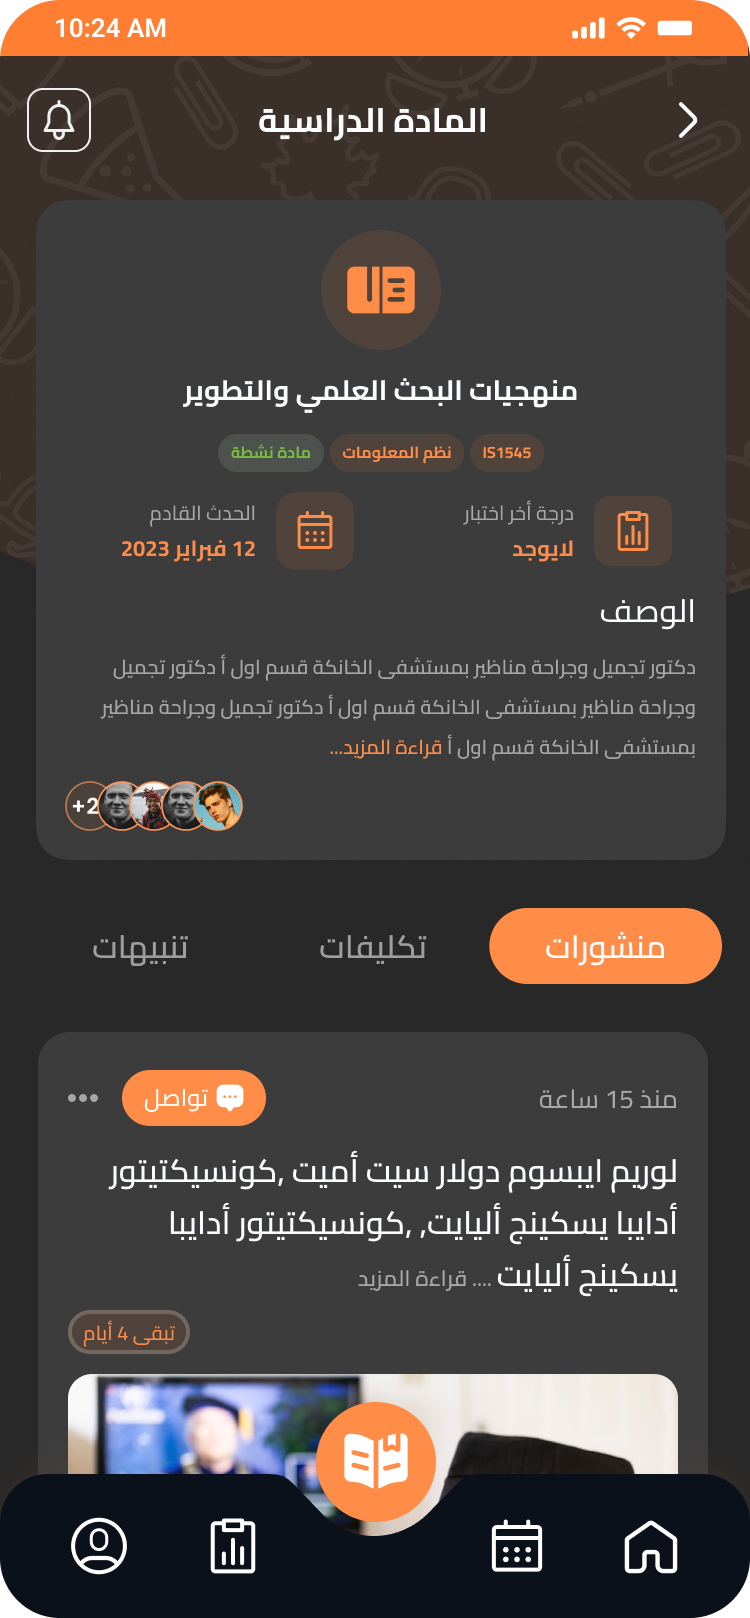 10:24 AM
المادة الدراسية
منهجيات البحث العلمي والتطوير
IS1545
نظم المعلومات
مادة نشطة
درجة أخر اختبار
لايوجد
الحدث القادم
12 فبراير 2023
الوصف
دكتور تجميل وجراحة مناظير بمستشفى الخانكة قسم اول أ دكتور تجميل
وجراحة مناظير بمستشفى الخانكة قسم اول أ دكتور تجميل وجراحة مناظير
بمستشفى الخانكة قسم اول أ قراءة المزيد...
+2
منشورات
تكليفات
تنبيهات
منذ 15 ساعة
تواصل
لوريم ايبسوم دولار سيت أميت ,كونسيكتيتور
أدايبا يسكينج أليايت, ,كونسيكتيتور أدايبا
يسكينج أليايت .... قراءة المزيد
تبقى 4 أيام